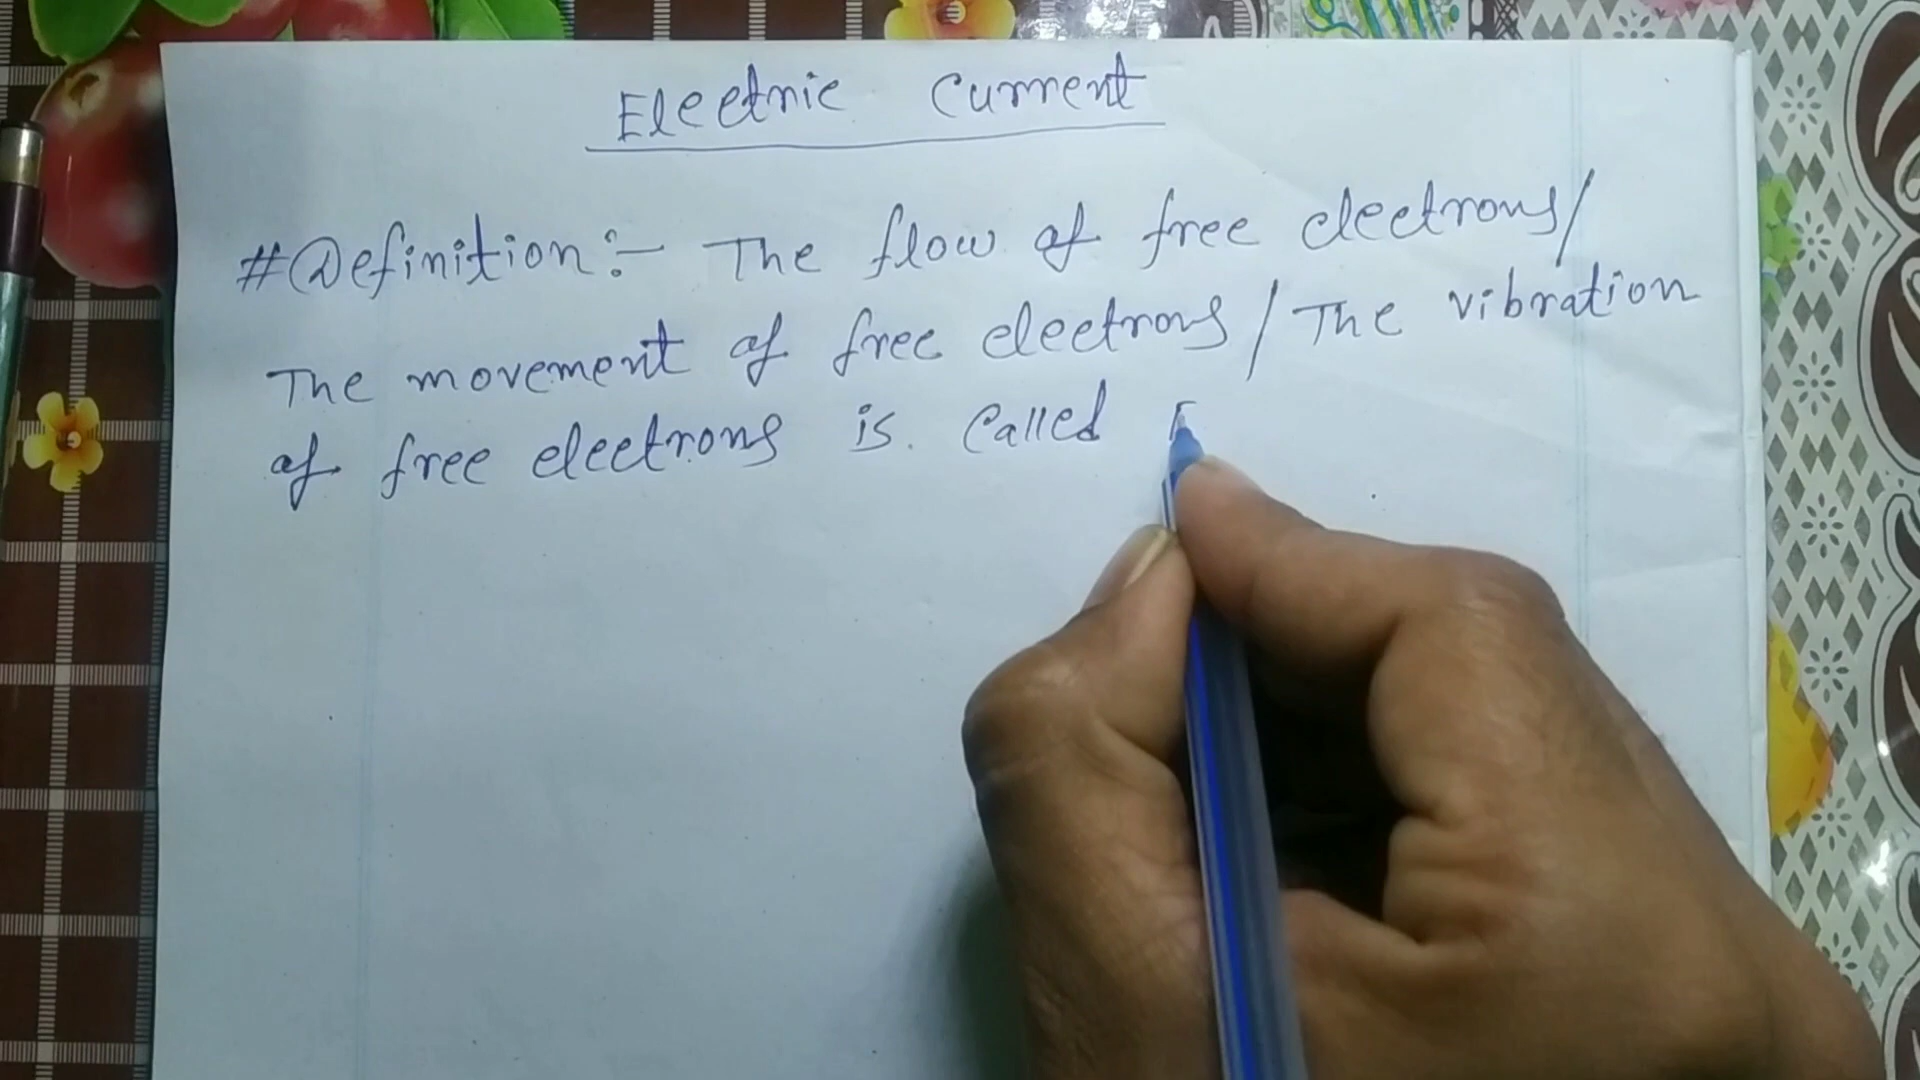 Electric Current
#Definition:- The flow of free electrons/
The movement of free electrons/The vibration
of free electrons is. Called